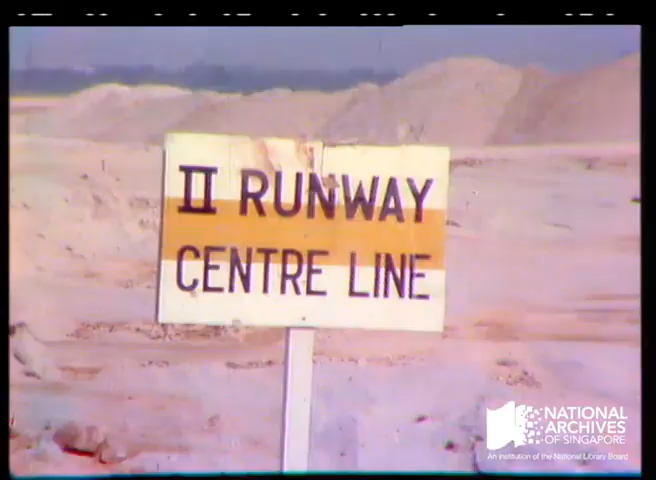 II RUNWAY
CENTRE LINE
NATIONAL
ARCHIVES
OF SINGAPORE
An institution of the National Library Board